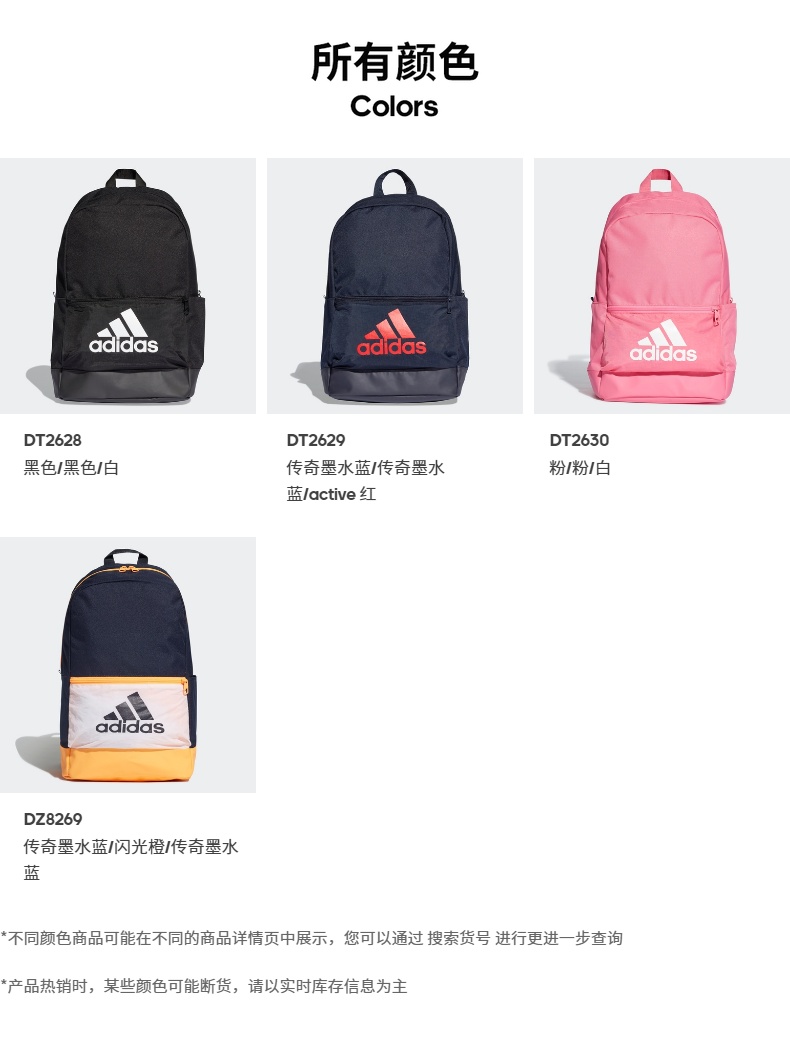 所有颜色
Colors
adidas
adidas
adidas
DT2628
DT2629
DT2630
黑色/黑色/白
传奇墨水蓝/传奇墨水
蓝/active 红
粉/粉/白
adidas
DZ8269
传奇墨水蓝/闪光橙/传奇墨水
蓝
*不同颜色商品可能在不同的商品详情页中展示，您可以通过 搜索货号 进行更进一步查询
*产品热销时，某些颜色可能断货，请以实时库存信息为主